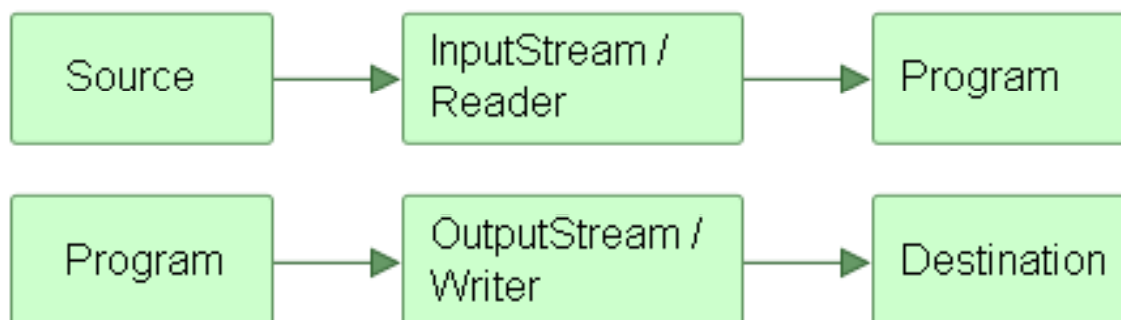 Source
InputStream /
Reader
Program
Program
OutputStream /
Writer
Destination